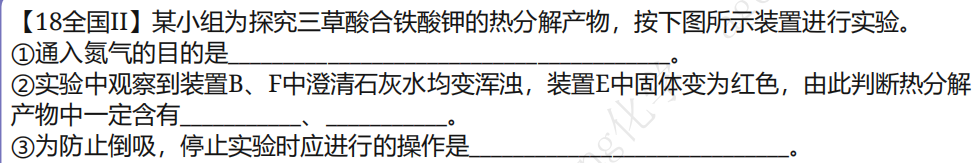 【18全国II】某小组为探究三草酸合铁酸钾的热分解产物，按下图所示装置进行实验。
①通入氮气的目的是________________________________________。
②实验中观察到装置B、F中澄清石灰水均变浑浊，装置E中固体变为红色，由此判断热分解
产物中一定含有___________、___________。
③为防止倒吸，停止实验时应进行的操作是_____________________________。